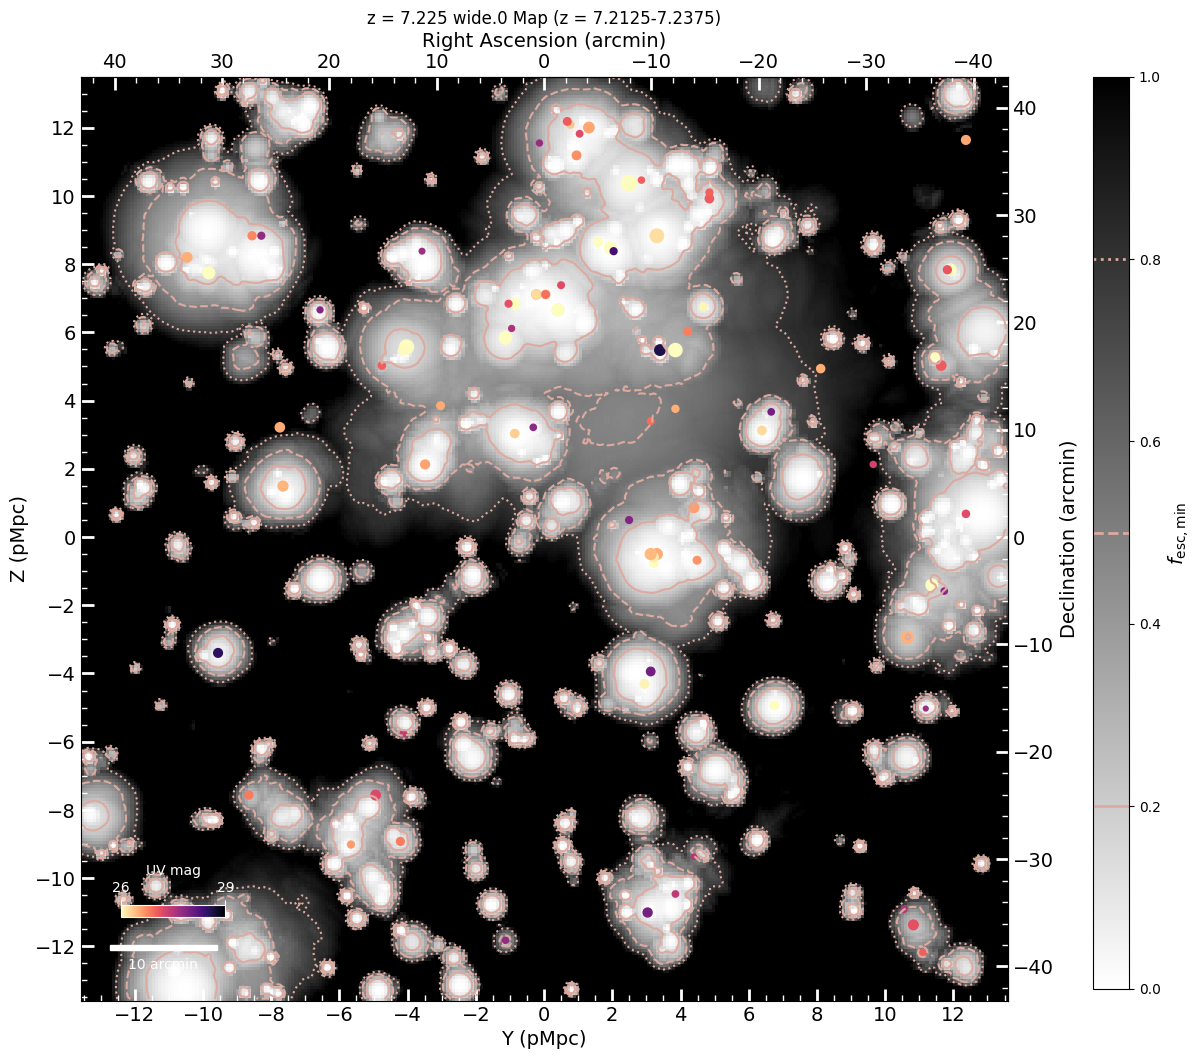 z = 7.225 wide.0 Map (z = 7.2125-7.2375)
Right Ascension (arcmin)
40 30 20 10 0 −10 −20 −30 −40
12 10 8 6 4 2 0 −2 −4 −6 −8 −10 −12
Z (pMpc)
40 30 20 10 0 −10 −20 −30 −40
Declination (arcmin)
1.0 0.8 0.6 0.4 0.2 0.0
fesc,min
UV mag
26 29
10 arcmin
−12 −10 −8 −6 −4 −2 0 2 4 6 8 10 12
Y (pMpc)